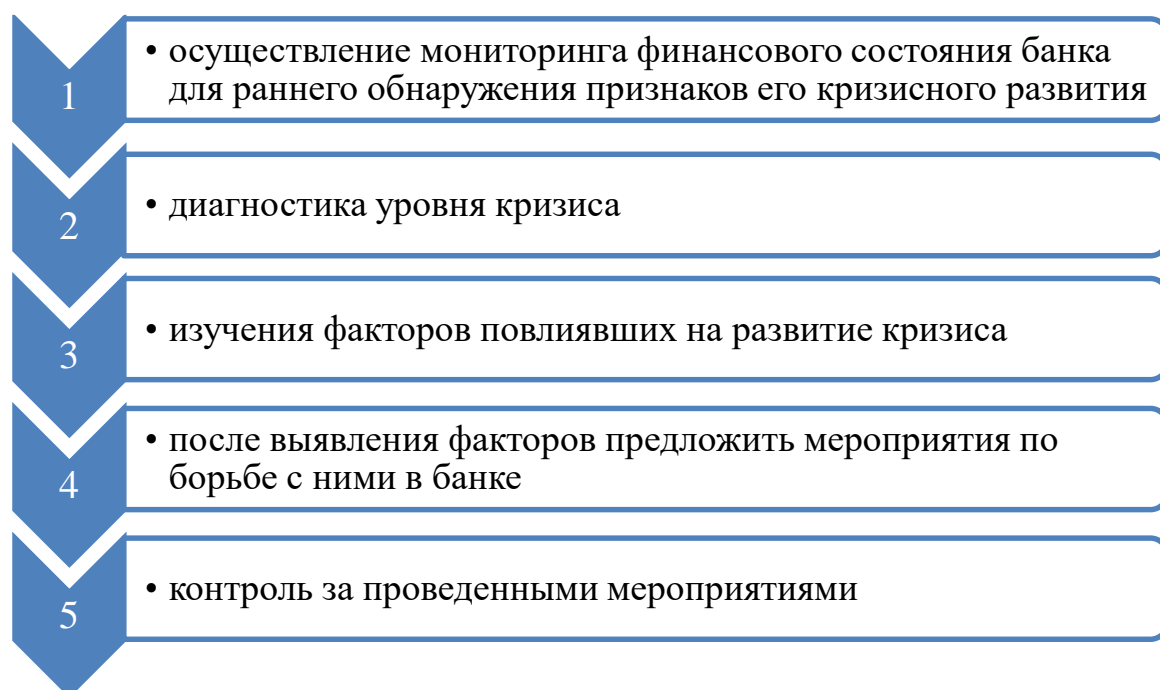 1
• осуществление мониторинга финансового состояния банка
для раннего обнаружения признаков его кризисного развития
2
• диагностика уровня кризиса
3
• изучения факторов повлиявших на развитие кризиса
4
• после выявления факторов предложить мероприятия по
борьбе с ними в банке
5
• контроль за проведенными мероприятиями